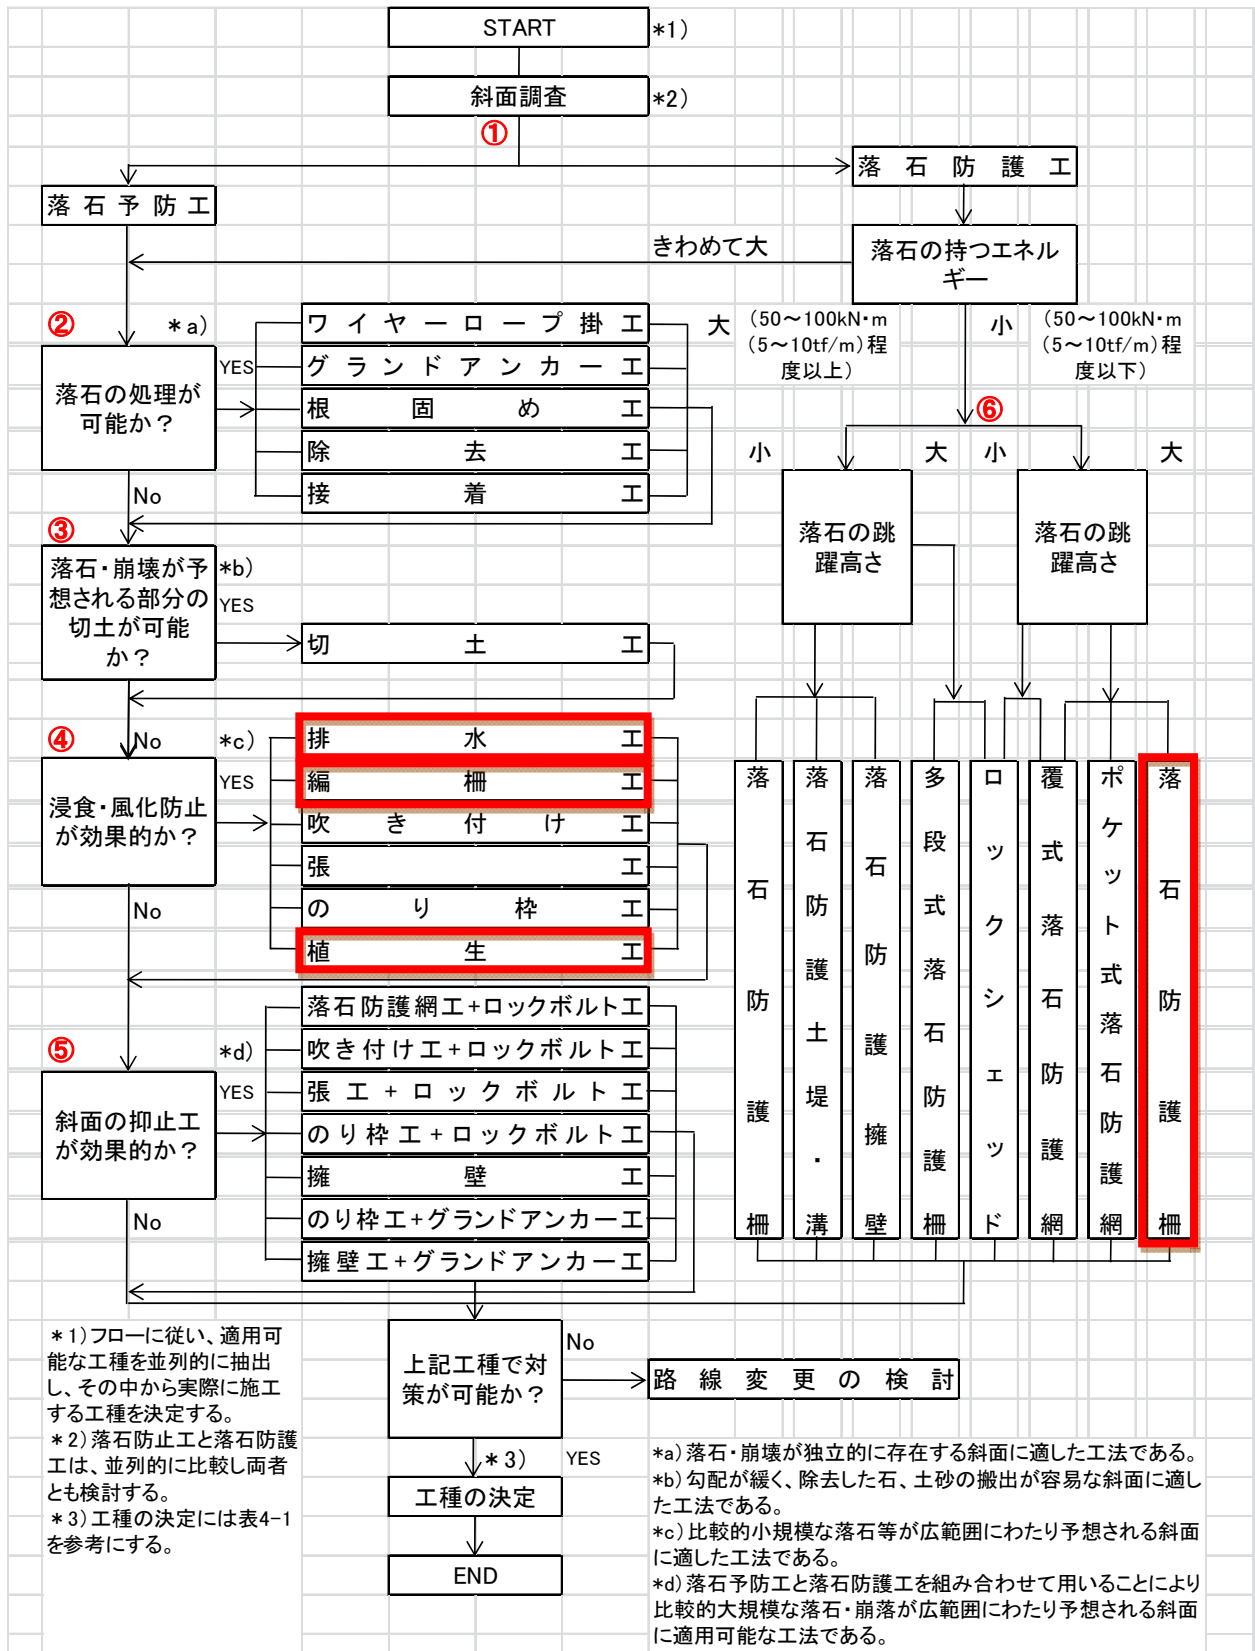 START
*1)
斜面調査
*2)
①
落石防護工
落石予防工
きわめて大
落石の持つエネル
ギー
②
*a)
ワイヤーロープ掛工
大
(50～100kN・m
(5～10tf/m)程
度以上)
小
(50～100kN・m
(5～10tf/m)程
度以下)
YES
グランドアンカー工
落石の処理が
可能か？
根固め工
⑥
除去工
小
大
小
大
接着工
No
落石の跳
躍高さ
落石の跳
躍高さ
③
落石・崩壊が予
想される部分の
切土が可能
か？
*b)
YES
切土工
④
No
*c)
排水工
YES
編柵工
浸食・風化防止
が効果的か？
吹き付け工
張工
のり枠工
植生工
No
落石防護柵
落石防護土堤・溝
落石防護擁壁
多段式落石防護柵
ロックシェッド
覆式落石防護網
ポケット式落石防護網
落石防護柵
落石防護網工+ロックボルト工
⑤
*d)
吹き付け工+ロックボルト工
YES
張工+ロックボルト工
斜面の抑止工
が効果的か？
のり枠工+ロックボルト工
擁壁工
No
のり枠工+グランドアンカー工
擁壁工+グランドアンカー工
上記工種で対
策が可能か？
No
路線変更の検討
*3)
YES
工種の決定
END
*1)フローに従い、適用可
能な工種を並列的に抽出
し、その中から実際に施工
する工種を決定する。
*2)落石防止工と落石防護
工は、並列的に比較し両者
とも検討する。
*3)工種の決定には表4-1
を参考にする。
*a)落石・崩壊が独立的に存在する斜面に適した工法である。
*b)勾配が緩く、除去した石、土砂の搬出が容易な斜面に適し
た工法である。
*c)比較的小規模な落石等が広範囲にわたり予想される斜面
に適した工法である。
*d)落石予防工と落石防護工を組み合わせて用いることにより
比較的大規模な落石・崩落が広範囲にわたり予想される斜面
に適用可能な工法である。